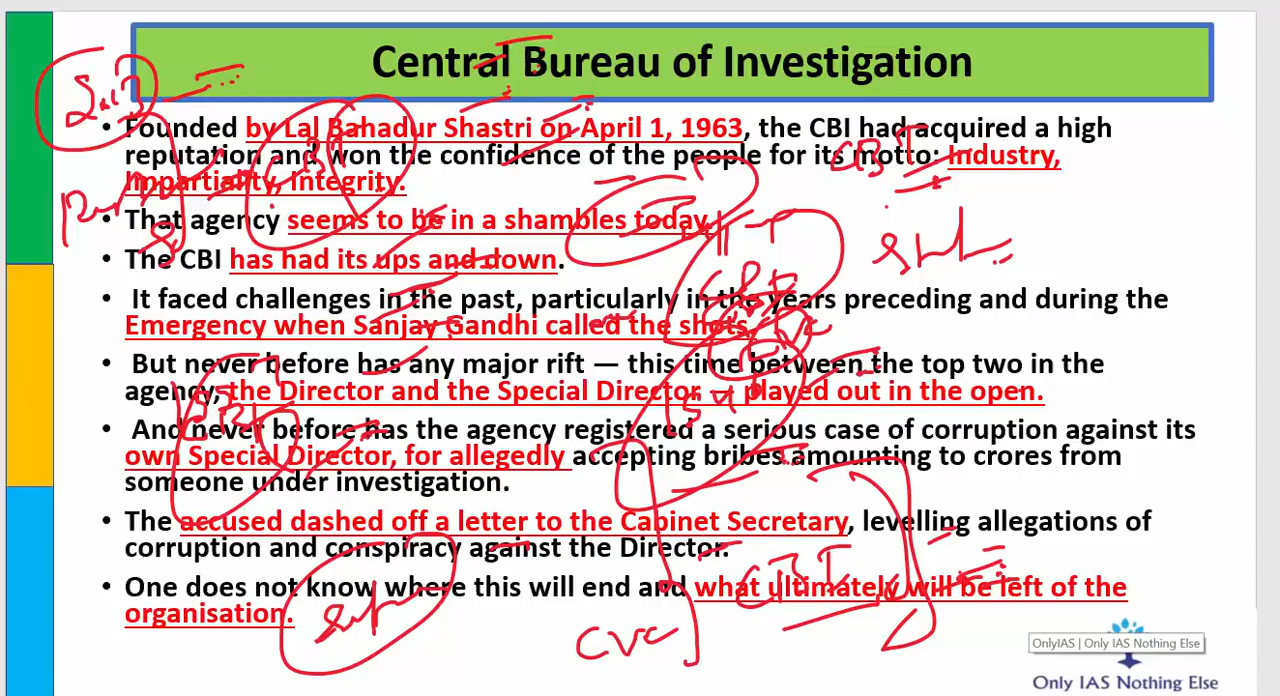 Central Bureau of Investigation
• Founded by Lal Bahadur Shastri on April 1, 1963, the CBI had acquired a high
reputation and won the confidence of the people for its motto: Industry,
Impartiality, Integrity.
• That agency seems to be in a shambles today.
• The CBI has had its ups and down.
• It faced challenges in the past, particularly in the years preceding and during the
Emergency when Sanjay Gandhi called the shots.
• But never before has any major rift — this time between the top two in the
agency, the Director and the Special Director — played out in the open.
• And never before has the agency registered a serious case of corruption against its
own Special Director, for allegedly accepting bribes amounting to crores from
someone under investigation.
• The accused dashed off a letter to the Cabinet Secretary, levelling allegations of
corruption and conspiracy against the Director.
• One does not know where this will end and what ultimately will be left of the
organisation.
CBI
CBI
CVC
OnlyIAS | Only IAS Nothing Else
Only IAS Nothing Else